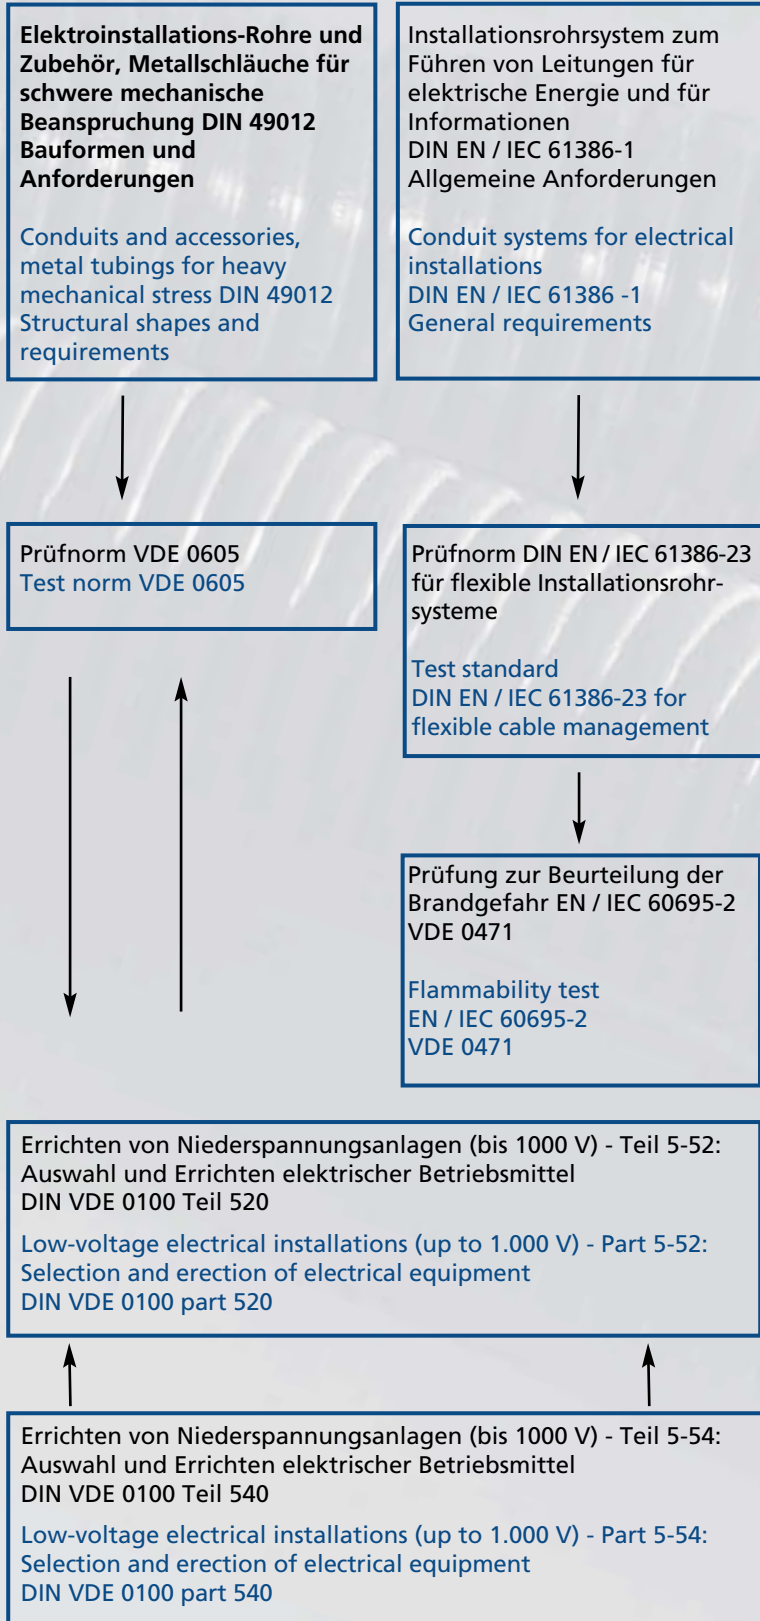 Elektroinstallations-Rohre und
Zubehör, Metallschläuche für
schwere mechanische
Beanspruchung DIN 49012
Bauformen und
Anforderungen
Conduits and accessories,
metal tubings for heavy
mechanical stress DIN 49012
Structural shapes and
requirements
Installationsrohrsystem zum
Führen von Leitungen für
elektrische Energie und für
Informationen
DIN EN / IEC 61386-1
Allgemeine Anforderungen
Conduit systems for electrical
installations
DIN EN / IEC 61386 -1
General requirements
Prüfnorm VDE 0605
Test norm VDE 0605
Prüfnorm DIN EN / IEC 61386-23
für flexible Installationsrohr-
systeme
Test standard
DIN EN / IEC 61386-23 for
flexible cable management
Prüfung zur Beurteilung der
Brandgefahr EN / IEC 60695-2
VDE 0471
Flammability test
EN / IEC 60695-2
VDE 0471
Errichten von Niederspannungsanlagen (bis 1000 V) - Teil 5-52:
Auswahl und Errichten elektrischer Betriebsmittel
DIN VDE 0100 Teil 520
Low-voltage electrical installations (up to 1.000 V) - Part 5-52:
Selection and erection of electrical equipment
DIN VDE 0100 part 520
Errichten von Niederspannungsanlagen (bis 1000 V) - Teil 5-54:
Auswahl und Errichten elektrischer Betriebsmittel
DIN VDE 0100 Teil 540
Low-voltage electrical installations (up to 1.000 V) - Part 5-54:
Selection and erection of electrical equipment
DIN VDE 0100 part 540